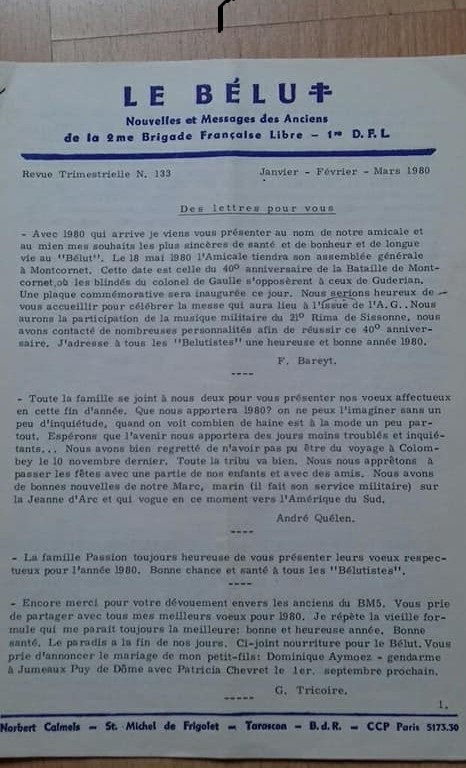 LE BÉLU‡
Nouvelles et Messages des Anciens
de la 2me Brigade Française Libre – 1re D.F.L.
Revue Trimestrielle N. 133 Janvier - Février - Mars 1980
Des lettres pour vous
- Avec 1980 qui arrive je viens vous présenter au nom de notre amicale et
au mien mes souhaits les plus sincères de santé et de bonheur et de longue
vie au "Bélut". Le 18 mai 1980 l'Amicale tiendra son assemblée générale
à Montcornet. Cette date est celle du 40º anniversaire de la Bataille de Mont-
cornet,où les blindés du colonel de Gaulle s'opposèrent à ceux de Guderian.
Une plaque commémorative sera inaugurée ce jour. Nous serions heureux de
vous accueillir pour célébrer la messe qui aura lieu à l'issue de l'A.G.. Nous
aurons la participation de la musique militaire du 21º Rima de Sissonne, nous
avons contacté de nombreuses personnalités afin de réussir ce 40º anniver-
saire. J'adresse à tous les "Belutistes" une heureuse et bonne année 1980.
F. Bareyt.
----
- Toute la famille se joint à nous deux pour vous présenter nos voeux affectueux
en cette fin d'année. Que nous apportera 1980? on ne peux l'imaginer sans un
peu d'inquiétude, quand on voit combien de haine est à la mode un peu par-
tout. Espérons que l'avenir nous apportera des jours moins troublés et inquié-
tants... Nous avons bien regretté de n'avoir pas pu être du voyage à Colom-
bey le 10 novembre dernier. Toute la tribu va bien. Nous nous apprêtons à
passer les fêtes avec une partie de nos enfants et avec des amis. Nous avons
de bonnes nouvelles de notre Marc, marin (il fait son service militaire) sur
la Jeanne d'Arc et qui vogue en ce moment vers l'Amérique du Sud.
André Quélen.
----
- La famille Passion toujours heureuse de vous présenter leurs voeux respec-
tueux pour l'année 1980. Bonne chance et santé à tous les "Bélutistes".
----
- Encore merci pour votre dévouement envers les anciens du BM5. Vous prie
de partager avec tous mes meilleurs voeux pour 1980. Je répète la vieille for-
mule qui me parait toujours la meilleure: bonne et heureuse année. Bonne
santé. Le paradis a la fin de nos jours. Ci-joint nourriture pour le Bélut. Vous
prie d'annoncer le mariage de mon petit-fils: Dominique Aymoez - gendarme
à Jumeaux Puy de Dôme avec Patricia Chevret le 1er. septembre prochain.
G. Tricoire.
-----
1.
Norbert Calmels – St. Michel de Frigolet – Tarascon – B.d.R. – CCP Paris 5173.30